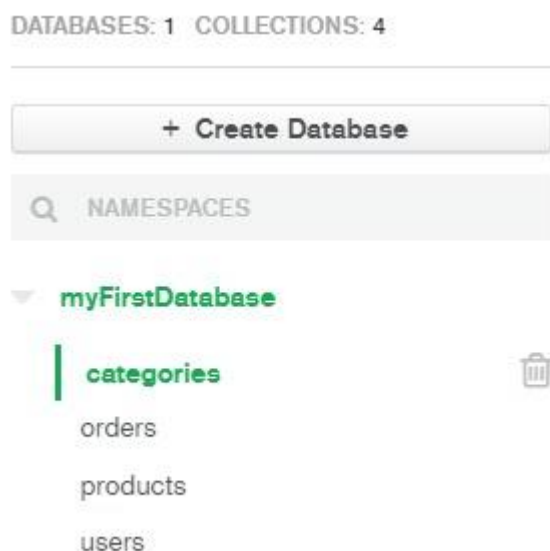 DATABASES: 1 COLLECTIONS: 4
+ Create Database
NAMESPACES
myFirstDatabase
categories
orders
products
users